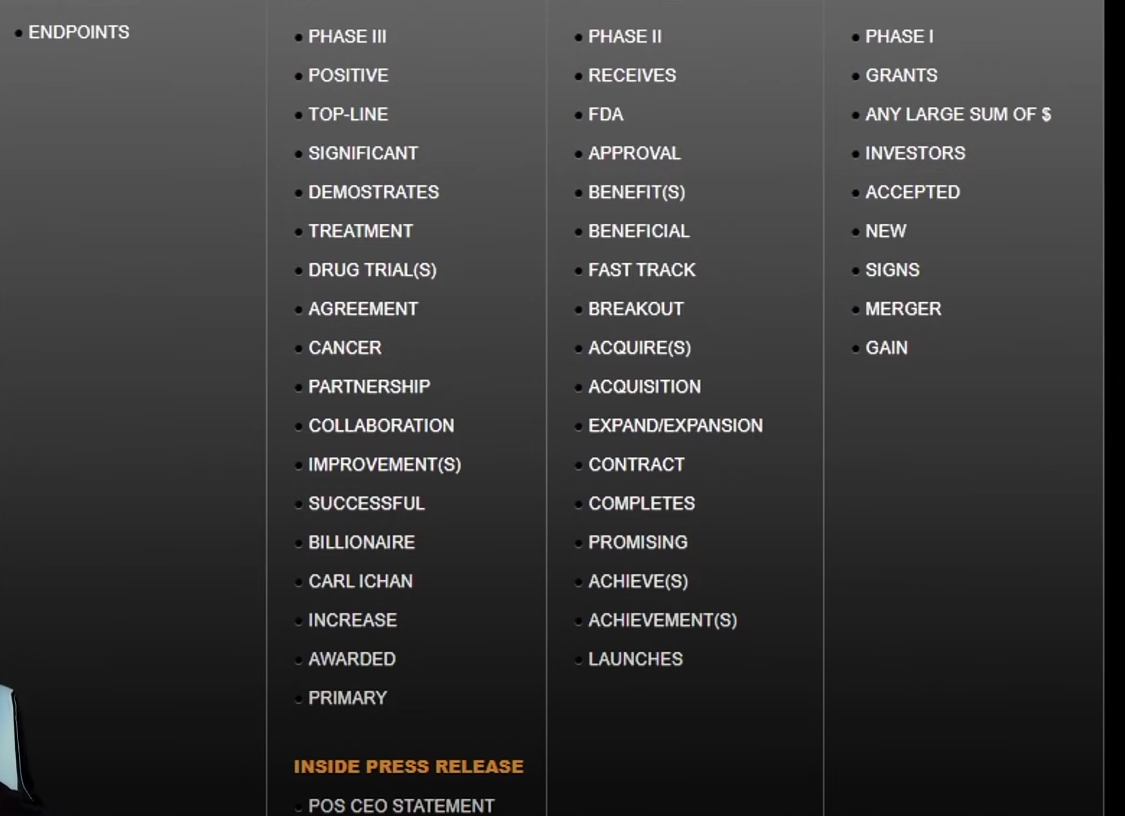 ENDPOINTS
PHASE III
POSITIVE
TOP-LINE
SIGNIFICANT
DEMOSTRATES
TREATMENT
DRUG TRIAL(S)
AGREEMENT
CANCER
PARTNERSHIP
COLLABORATION
IMPROVEMENT(S)
SUCCESSFUL
BILLIONAIRE
CARL ICHAN
INCREASE
AWARDED
PRIMARY
INSIDE PRESS RELEASE
POS CEO STATEMENT
PHASE II
RECEIVES
FDA
APPROVAL
BENEFIT(S)
BENEFICIAL
FAST TRACK
BREAKOUT
ACQUIRE(S)
ACQUISITION
EXPAND/EXPANSION
CONTRACT
COMPLETES
PROMISING
ACHIEVE(S)
ACHIEVEMENT(S)
LAUNCHES
PHASE I
GRANTS
ANY LARGE SUM OF $
INVESTORS
ACCEPTED
NEW
SIGNS
MERGER
GAIN